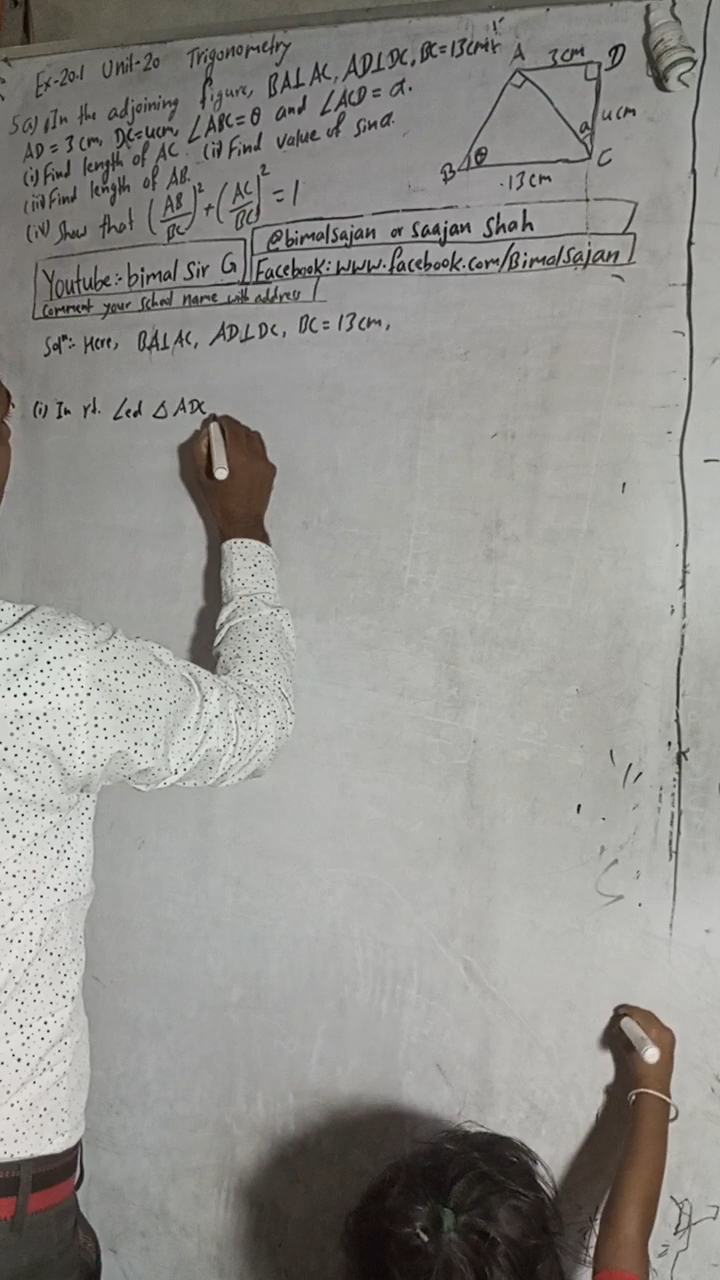 Ex-20.1 Unit-20 Trigonometry
5a) In the adjoining figure, BA⊥AC, AD⊥DC, BC=13cm,
AD = 3cm, DC=4cm, ∠ABC=θ and ∠ACD=α.
(i) Find length of AC. (ii) Find value of sinα.
(iii) Find length of AB.
(iv) Show that (AB/BC)² + (AC/BC)² = 1
A 3cm D
α 4cm
B θ C
13cm
@bimalsajan or Saajan Shah
Youtube:- bimal Sir G
Facebook: www.facebook.com/BimalSajan
Comment your school name with address
Solⁿ:- Here, BA⊥AC, AD⊥DC, BC = 13cm,
(i) In rt. ∠ed △ ADC